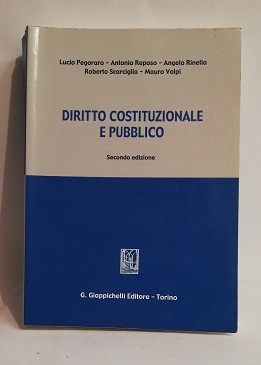 Lucio Pegoraro - Antonio Reposo - Angelo Rinella
Roberto Scarciglia - Mauro Volpi
DIRITTO COSTITUZIONALE
E PUBBLICO
Seconda edizione
G. Giappichelli Editore - Torino